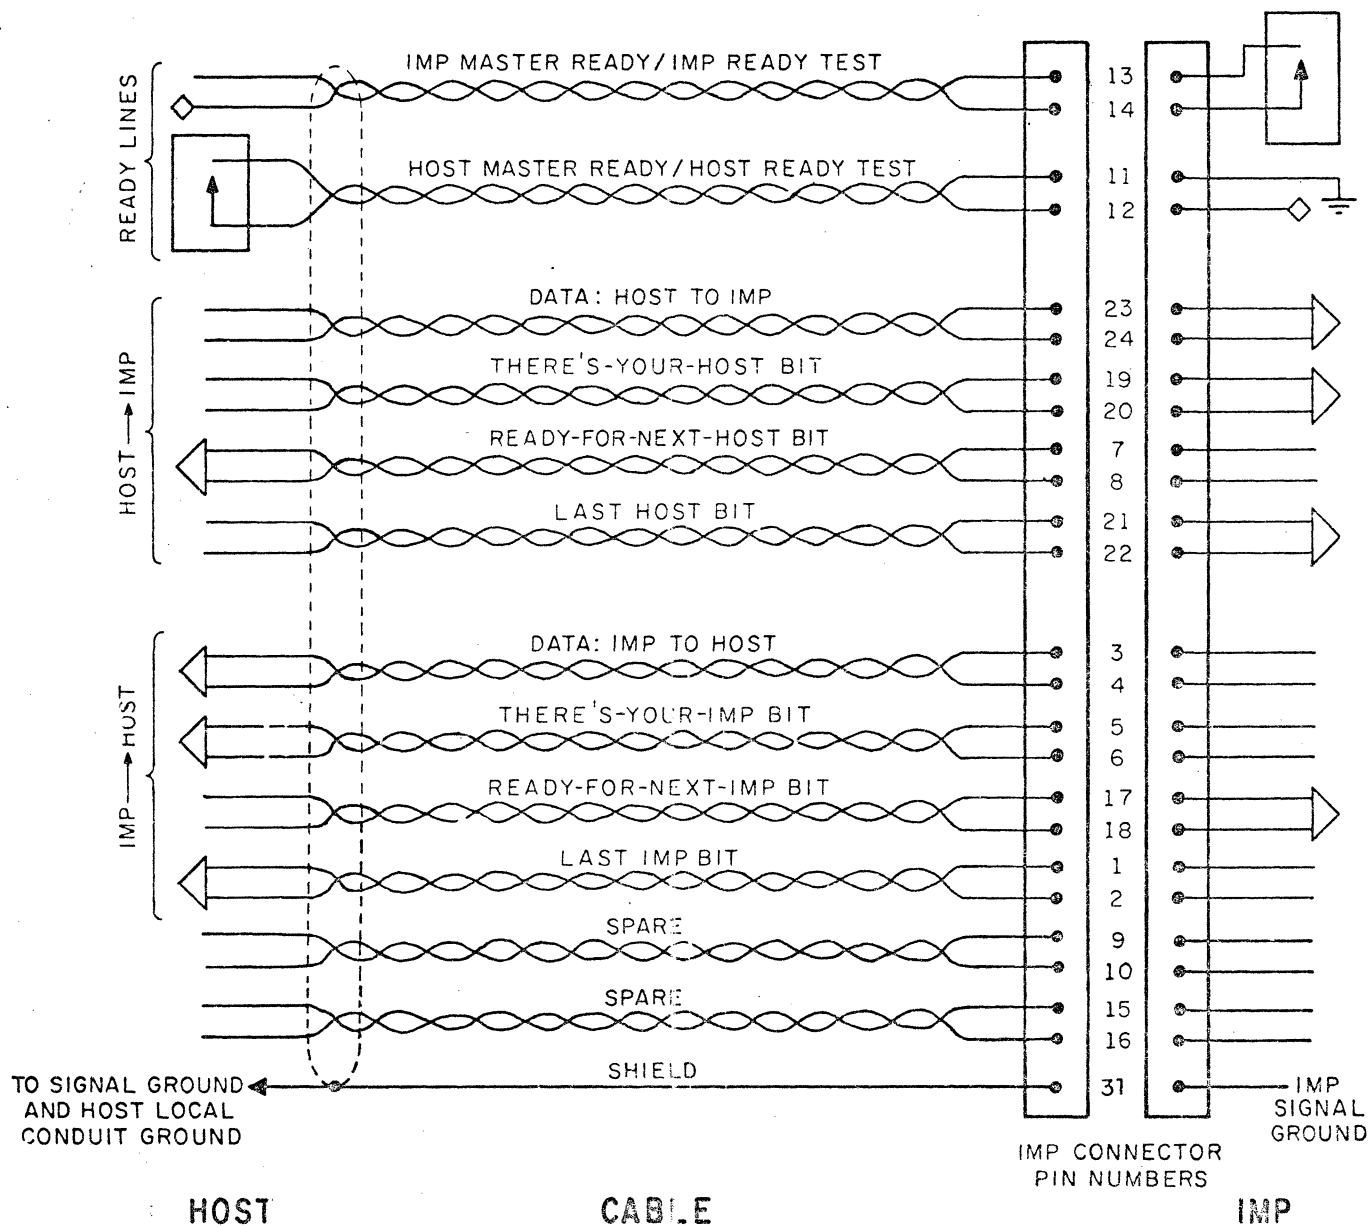 READY LINES
IMP MASTER READY/IMP READY TEST
13
14
HOST MASTER READY/HOST READY TEST
11
12
HOST → IMP
DATA: HOST TO IMP
23
24
THERE'S-YOUR-HOST BIT
19
20
READY-FOR-NEXT-HOST BIT
7
8
LAST HOST BIT
21
22
IMP → HOST
DATA: IMP TO HOST
3
4
THERE'S-YOUR-IMP BIT
5
6
READY-FOR-NEXT-IMP BIT
17
18
LAST IMP BIT
1
2
SPARE
9
10
SPARE
15
16
SHIELD
31
TO SIGNAL GROUND
AND HOST LOCAL
CONDUIT GROUND
IMP
SIGNAL
GROUND
IMP CONNECTOR
PIN NUMBERS
HOST
CABLE
IMP